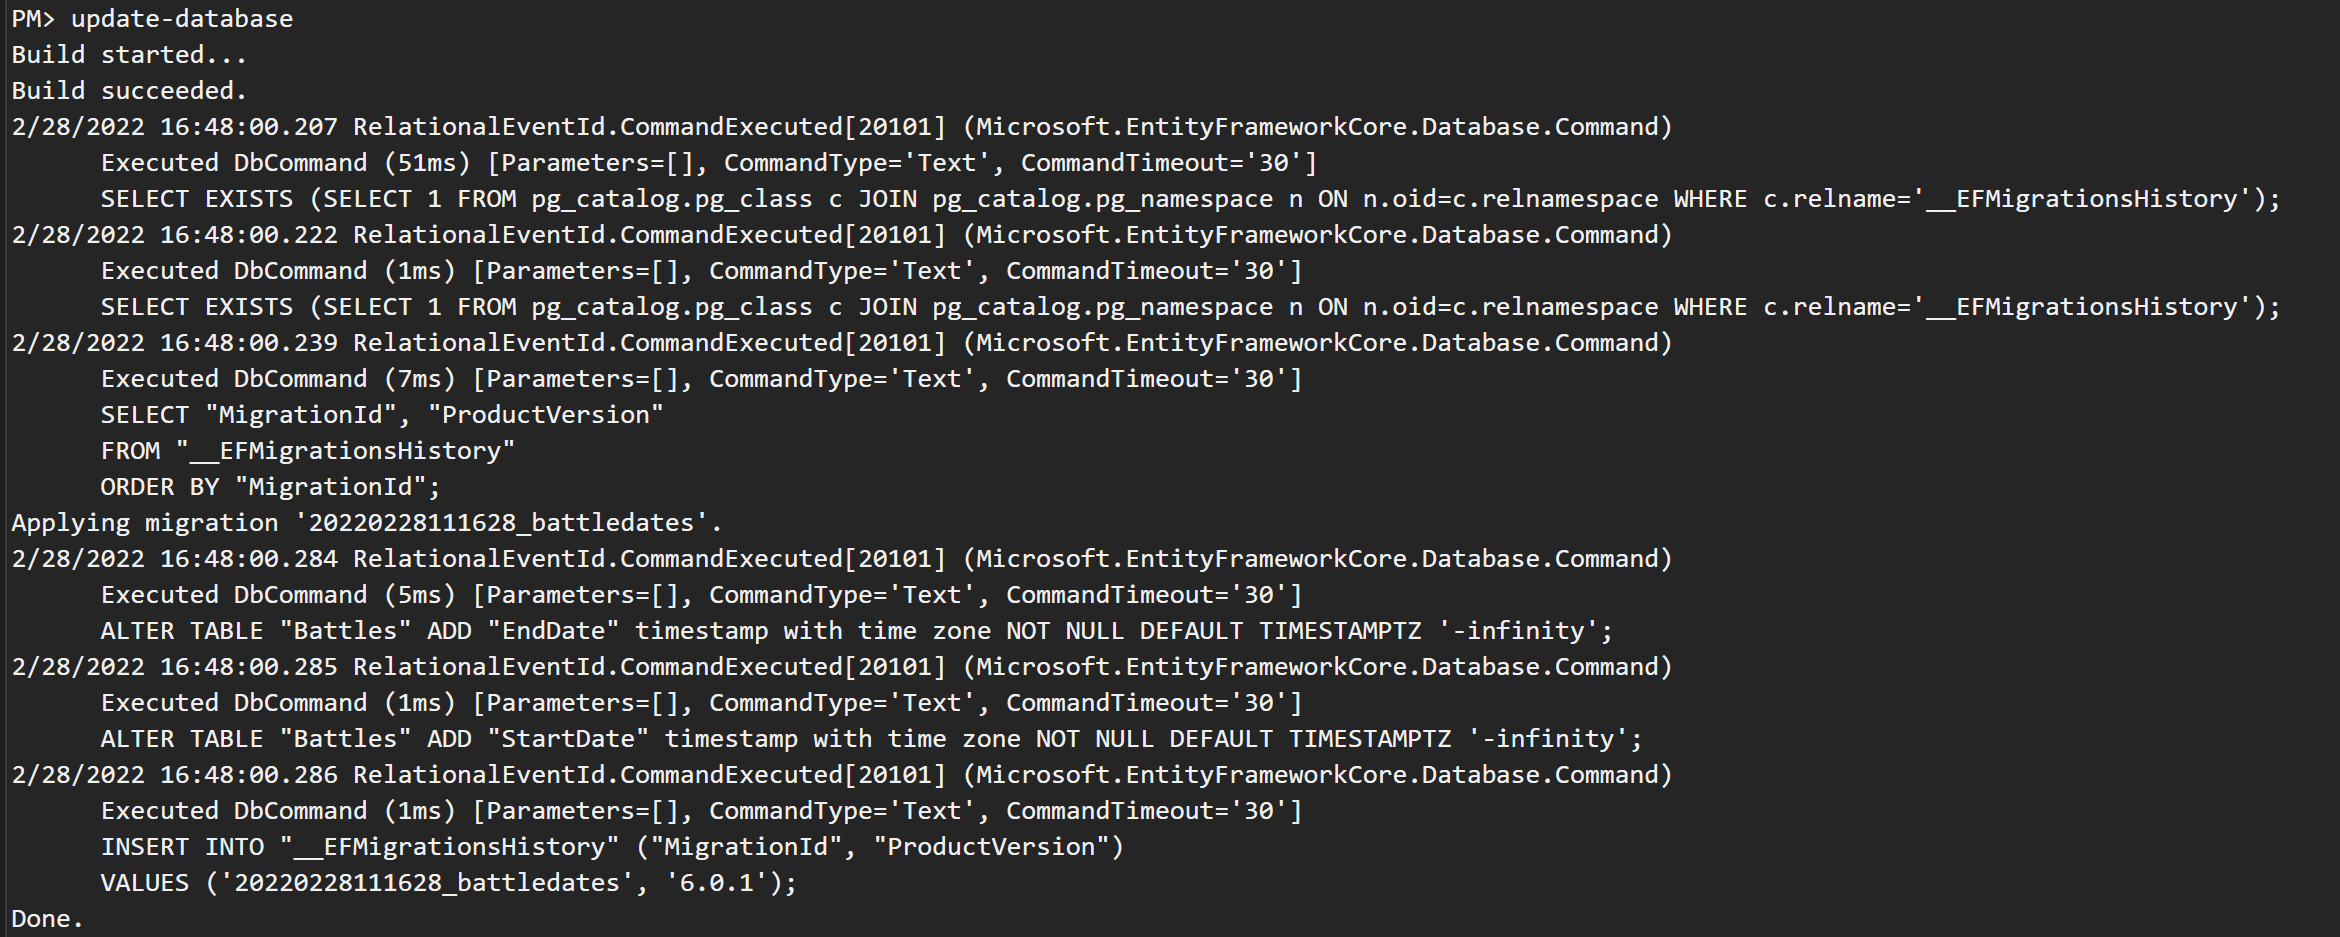 PM> update-database
Build started...
Build succeeded.
2/28/2022 16:48:00.207 RelationalEventId.CommandExecuted[20101] (Microsoft.EntityFrameworkCore.Database.Command)
      Executed DbCommand (51ms) [Parameters=[], CommandType='Text', CommandTimeout='30']
      SELECT EXISTS (SELECT 1 FROM pg_catalog.pg_class c JOIN pg_catalog.pg_namespace n ON n.oid=c.relnamespace WHERE c.relname='__EFMigrationsHistory');
2/28/2022 16:48:00.222 RelationalEventId.CommandExecuted[20101] (Microsoft.EntityFrameworkCore.Database.Command)
      Executed DbCommand (1ms) [Parameters=[], CommandType='Text', CommandTimeout='30']
      SELECT EXISTS (SELECT 1 FROM pg_catalog.pg_class c JOIN pg_catalog.pg_namespace n ON n.oid=c.relnamespace WHERE c.relname='__EFMigrationsHistory');
2/28/2022 16:48:00.239 RelationalEventId.CommandExecuted[20101] (Microsoft.EntityFrameworkCore.Database.Command)
      Executed DbCommand (7ms) [Parameters=[], CommandType='Text', CommandTimeout='30']
      SELECT "MigrationId", "ProductVersion"
      FROM "__EFMigrationsHistory"
      ORDER BY "MigrationId";
Applying migration '20220228111628_battledates'.
2/28/2022 16:48:00.284 RelationalEventId.CommandExecuted[20101] (Microsoft.EntityFrameworkCore.Database.Command)
      Executed DbCommand (5ms) [Parameters=[], CommandType='Text', CommandTimeout='30']
      ALTER TABLE "Battles" ADD "EndDate" timestamp with time zone NOT NULL DEFAULT TIMESTAMPTZ '-infinity';
2/28/2022 16:48:00.285 RelationalEventId.CommandExecuted[20101] (Microsoft.EntityFrameworkCore.Database.Command)
      Executed DbCommand (1ms) [Parameters=[], CommandType='Text', CommandTimeout='30']
      ALTER TABLE "Battles" ADD "StartDate" timestamp with time zone NOT NULL DEFAULT TIMESTAMPTZ '-infinity';
2/28/2022 16:48:00.286 RelationalEventId.CommandExecuted[20101] (Microsoft.EntityFrameworkCore.Database.Command)
      Executed DbCommand (1ms) [Parameters=[], CommandType='Text', CommandTimeout='30']
      INSERT INTO "__EFMigrationsHistory" ("MigrationId", "ProductVersion")
      VALUES ('20220228111628_battledates', '6.0.1');
Done.